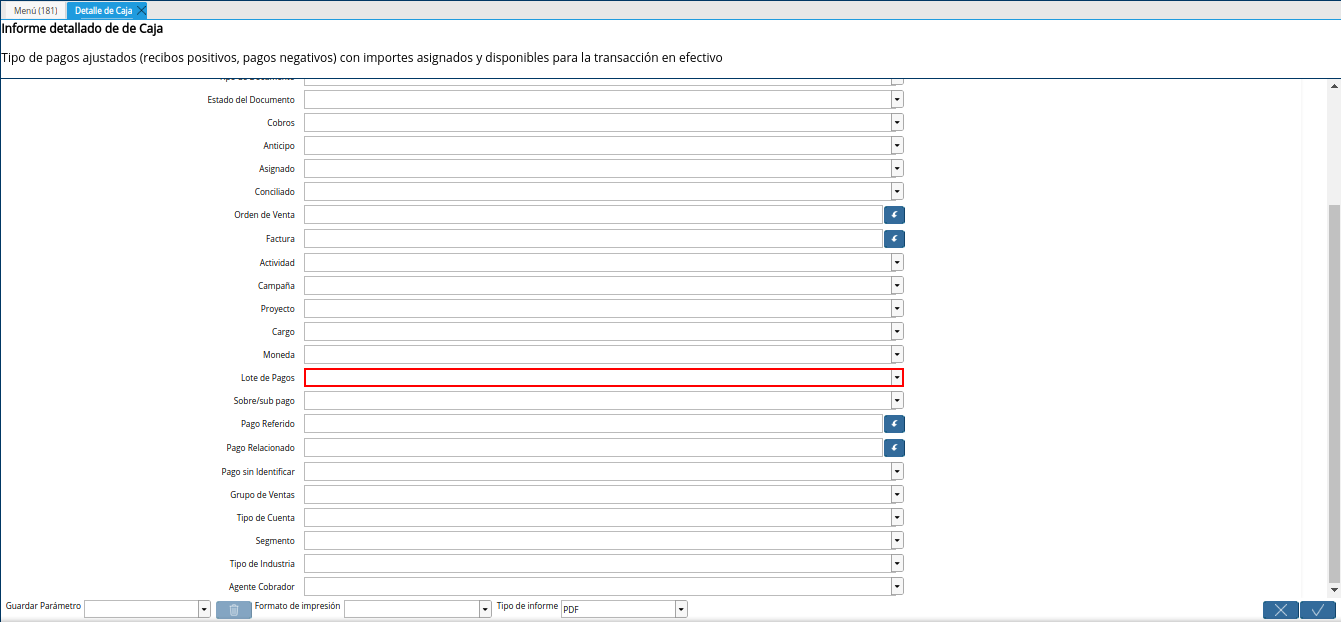 Menú (181)
Detalle de Caja
Informe detallado de de Caja
Tipo de pagos ajustados (recibos positivos, pagos negativos) con importes asignados y disponibles para la transacción en efectivo
Estado del Documento
Cobros
Anticipo
Asignado
Conciliado
Orden de Venta
Factura
Actividad
Campaña
Proyecto
Cargo
Moneda
Lote de Pagos
Sobre/sub pago
Pago Referido
Pago Relacionado
Pago sin Identificar
Grupo de Ventas
Tipo de Cuenta
Segmento
Tipo de Industria
Agente Cobrador
Guardar Parámetro
Formato de impresión
Tipo de informe
PDF